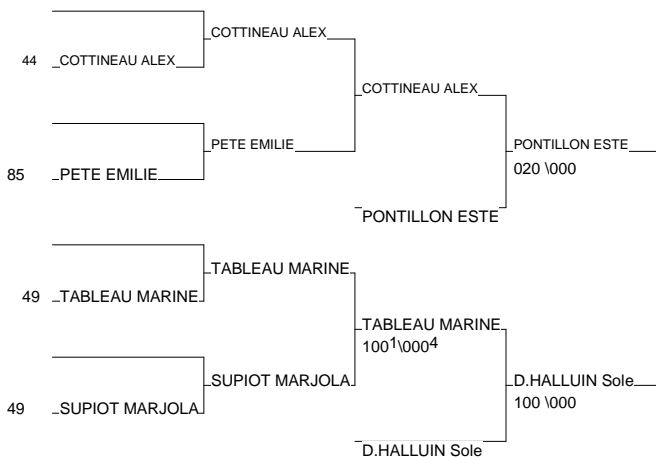 COTTINEAU ALEX
44 COTTINEAU ALEX
COTTINEAU ALEX
PETE EMILIE
PONTILLON ESTE
85 PETE EMILIE
020 \000
PONTILLON ESTE
TABLEAU MARINE
49 TABLEAU MARINE
TABLEAU MARINE
100¹\000⁴
SUPIOT MARJOLA
D.HALLUIN Sole
49 SUPIOT MARJOLA
100 \000
D.HALLUIN Sole